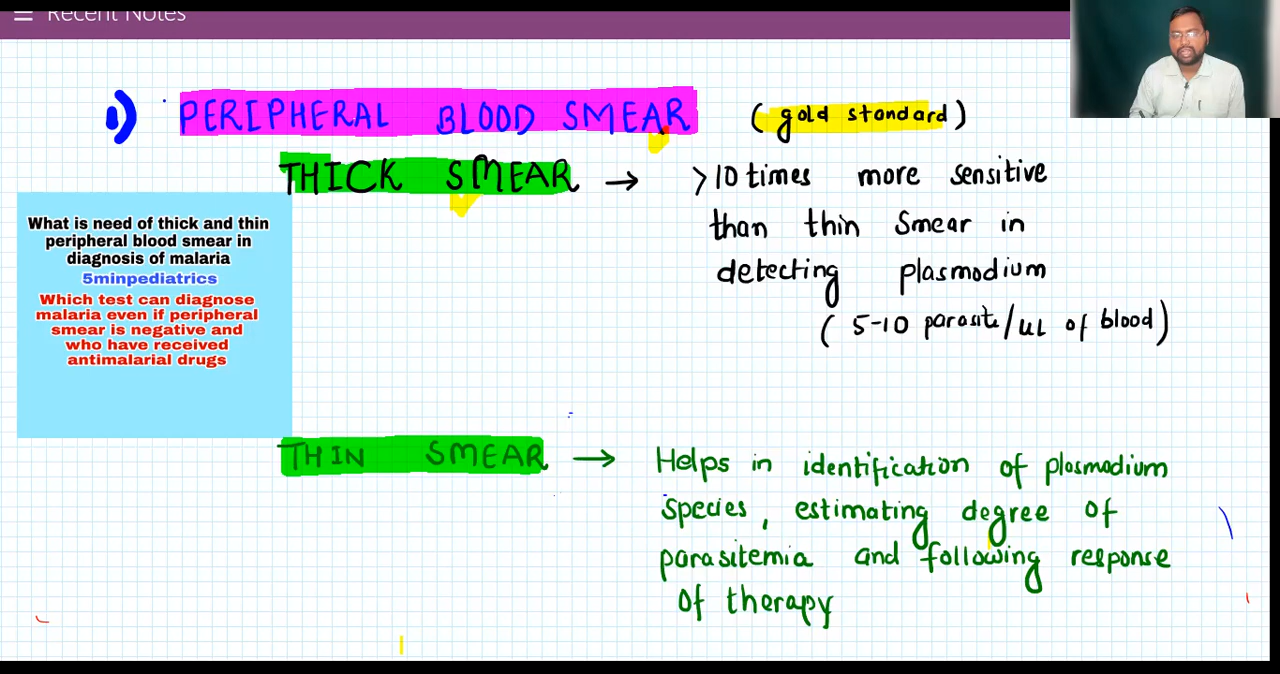 Recent Notes
1) PERIPHERAL BLOOD SMEAR (gold standard)
THICK SMEAR → >10 times more sensitive
than thin smear in
detecting plasmodium
( 5-10 parasite/uL of blood)
What is need of thick and thin
peripheral blood smear in
diagnosis of malaria
5minpediatrics
Which test can diagnose
malaria even if peripheral
smear is negative and
who have received
antimalarial drugs
THIN SMEAR → Helps in identification of plasmodium
species, estimating degree of
parasitemia and following response
of therapy